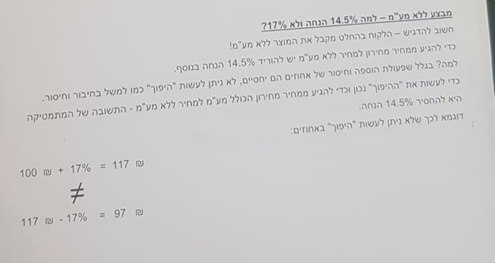 מבצע ללא מע"מ – למה 14.5% הנחה ולא 17%?
חשוב להדגיש – הלקוח בהחלט מקבל את המוצר ללא מע"מ!
כדי להגיע ממחיר מחירון למחיר ללא מע"מ יש להוריד 14.5% הנחה בנוסף.
למה? בגלל שפעולת הוספה וחיסור של אחוזים הם יחסיים, לא ניתן לעשות "היפוך" כמו למשל בחיבור וחיסור.
כדי לעשות את "ההיפוך" נכון וכדי להגיע ממחיר מחירון הכולל מע"מ למחיר ללא מע"מ - התשובה של המתמטיקה
היא להחסיר 14.5% הנחה.
דוגמא לכך שלא ניתן לעשות "היפוך" באחוזים:
100 ₪ + 17% = 117 ₪
≠
117 ₪ - 17% = 97 ₪